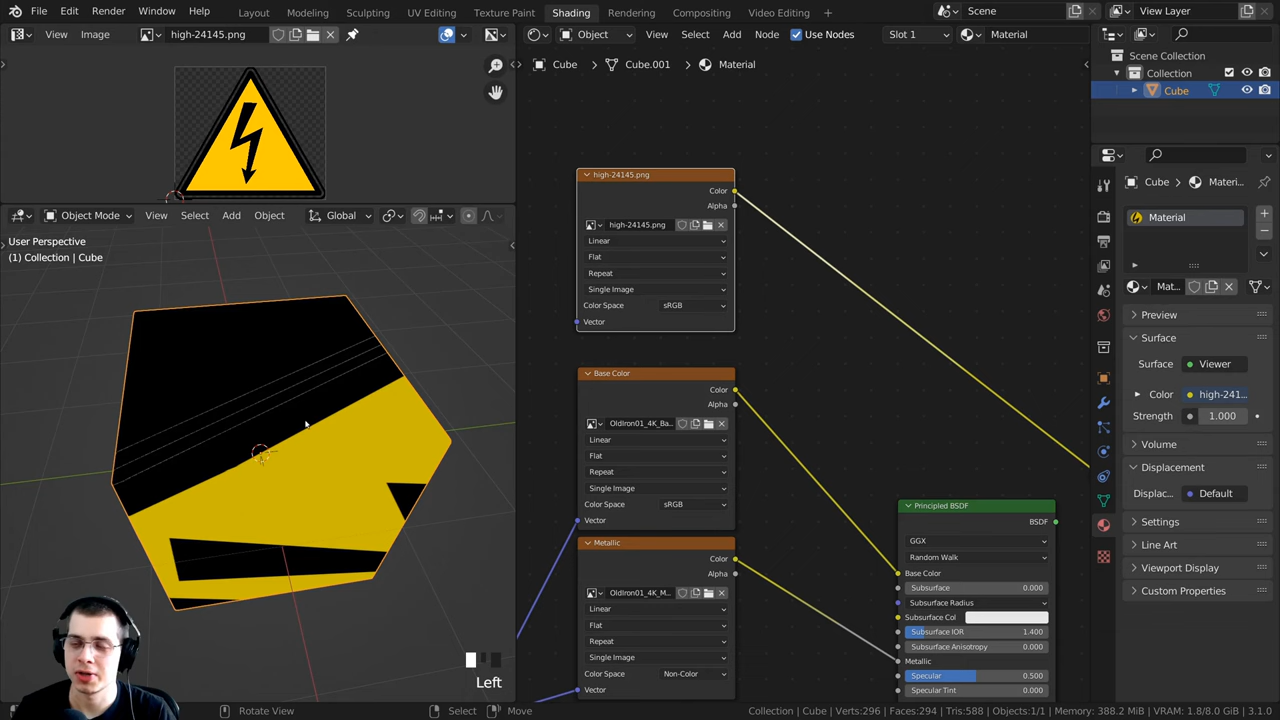 File Edit Render Window Help Layout Modeling Sculpting UV Editing Texture Paint Shading Rendering Compositing Video Editing Scene View Layer
View Image high-24145.png
Object View Select Add Node Use Nodes Slot 1 Material
Cube Cube.001 Material
Scene Collection
Collection
Cube
Cube Materi...
Material
Mat...
Preview
Surface
Surface Viewer
Color high-241...
Strength 1.000
Volume
Displacement
Displac... Default
Settings
Line Art
Viewport Display
Custom Properties
Object Mode View Select Add Object Global
User Perspective
(1) Collection | Cube
Left
high-24145.png
Color
Alpha
high-24145.png
Linear
Flat
Repeat
Single Image
Color Space sRGB
Vector
Base Color
Color
Alpha
OldIron01_4K_Ba...
Linear
Flat
Repeat
Single Image
Color Space sRGB
Vector
Metallic
Color
Alpha
OldIron01_4K_M...
Linear
Flat
Repeat
Single Image
Color Space Non-Color
Vector
Principled BSDF
BSDF
GGX
Random Walk
Base Color
Subsurface 0.000
Subsurface Radius
Subsurface Col
Subsurface IOR 1.400
Subsurface Anisotropy 0.000
Metallic
Specular 0.500
Specular Tint 0.000
Rotate View Select Move Collection | Cube | Verts:296 | Faces:294 | Tris:588 | Objects:1/1 | Memory: 388.2 MiB | VRAM: 1.8/8.0 GiB | 3.1.0